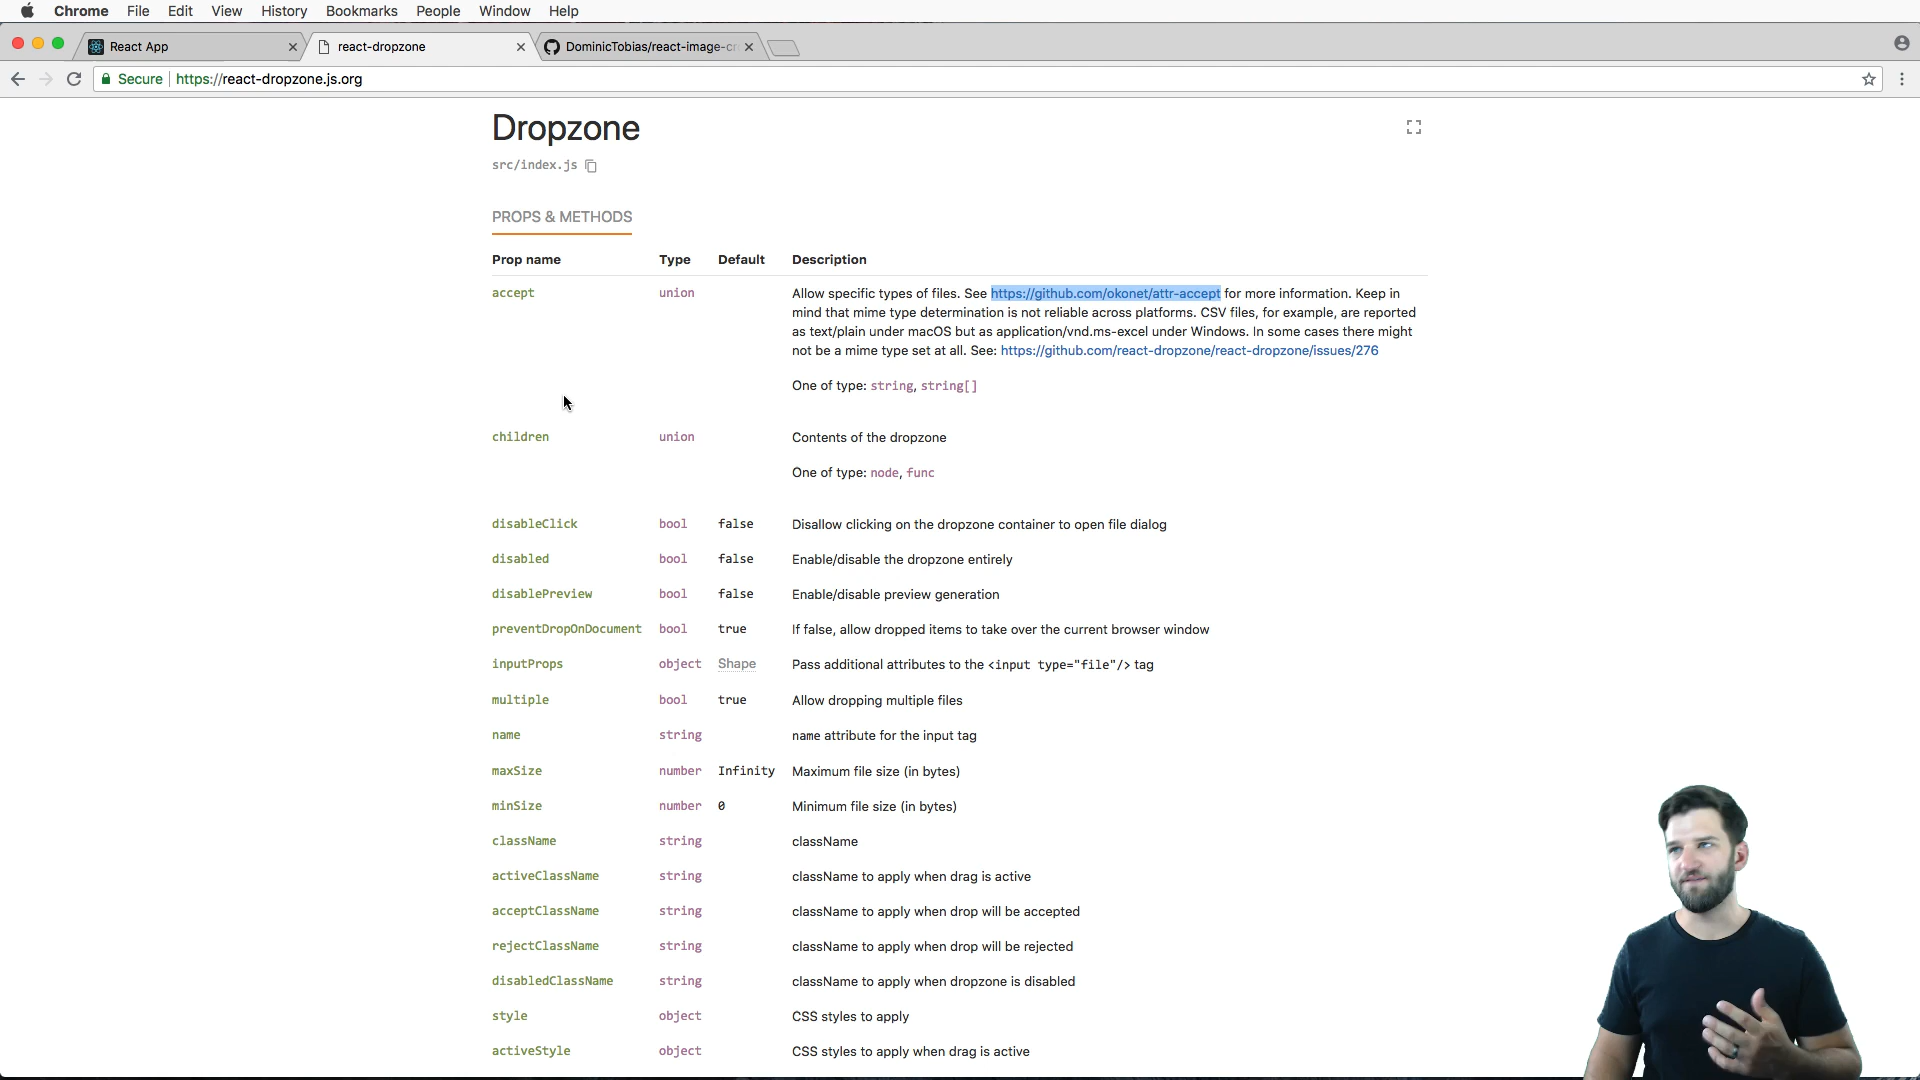 Chrome File Edit View History Bookmarks People Window Help
React App
react-dropzone
DominicTobias/react-image-cr
Secure https://react-dropzone.js.org
Dropzone
src/index.js
PROPS & METHODS
Prop name Type Default Description
accept union Allow specific types of files. See https://github.com/okonet/attr-accept for more information. Keep in
mind that mime type determination is not reliable across platforms. CSV files, for example, are reported
as text/plain under macOS but as application/vnd.ms-excel under Windows. In some cases there might
not be a mime type set at all. See: https://github.com/react-dropzone/react-dropzone/issues/276
One of type: string, string[]
children union Contents of the dropzone
One of type: node, func
disableClick bool false Disallow clicking on the dropzone container to open file dialog
disabled bool false Enable/disable the dropzone entirely
disablePreview bool false Enable/disable preview generation
preventDropOnDocument bool true If false, allow dropped items to take over the current browser window
inputProps object Shape Pass additional attributes to the <input type="file"/> tag
multiple bool true Allow dropping multiple files
name string name attribute for the input tag
maxSize number Infinity Maximum file size (in bytes)
minSize number 0 Minimum file size (in bytes)
className string className
activeClassName string className to apply when drag is active
acceptClassName string className to apply when drop will be accepted
rejectClassName string className to apply when drop will be rejected
disabledClassName string className to apply when dropzone is disabled
style object CSS styles to apply
activeStyle object CSS styles to apply when drag is active